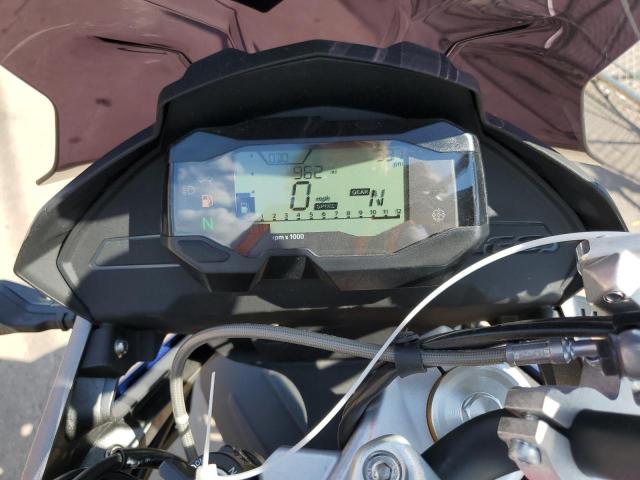 962
0 mph SPEED GEAR N
1 2 3 4 5 6 7 8 9 10 11 12
N
rpm x 1000